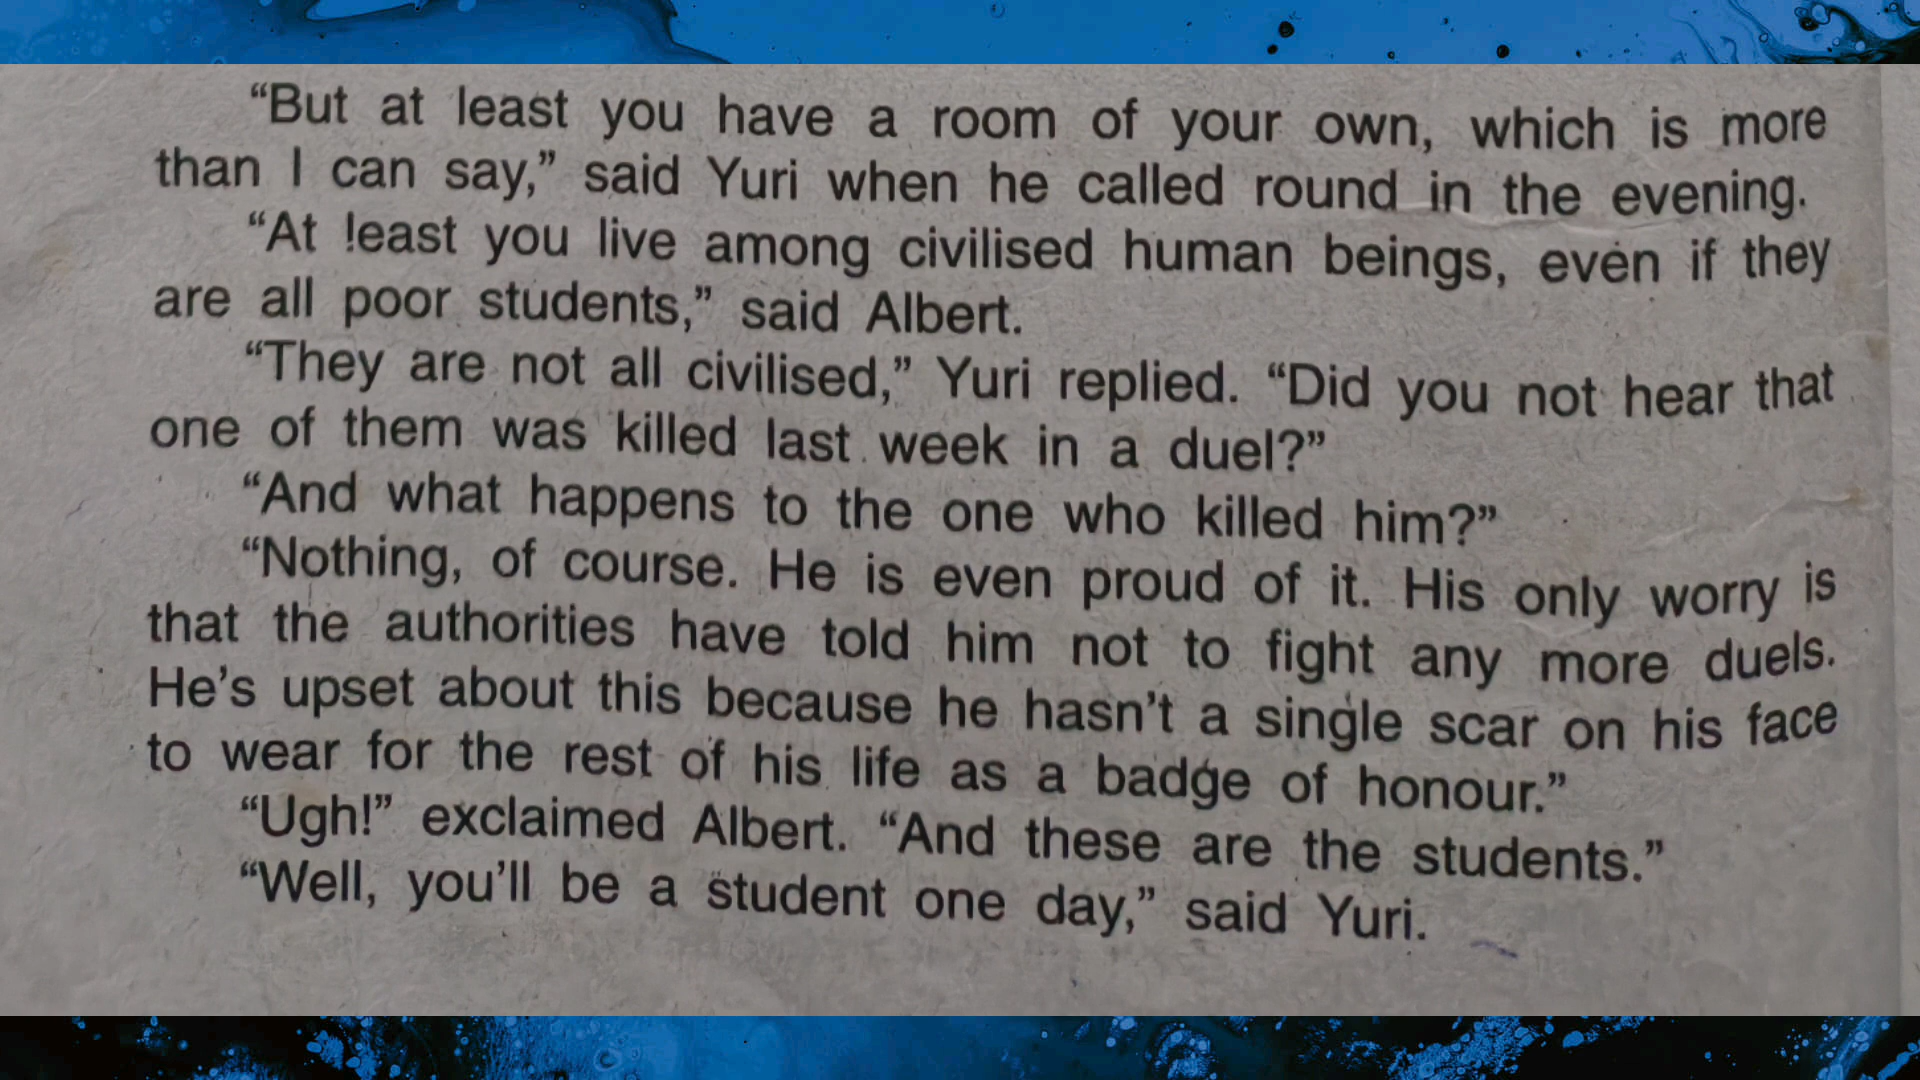 “But at least you have a room of your own, which is more
than I can say,” said Yuri when he called round in the evening.
“At least you live among civilised human beings, even if they
are all poor students,” said Albert.
“They are not all civilised,” Yuri replied. “Did you not hear that
one of them was killed last week in a duel?”
“And what happens to the one who killed him?”
“Nothing, of course. He is even proud of it. His only worry is
that the authorities have told him not to fight any more duels.
He’s upset about this because he hasn’t a single scar on his face
to wear for the rest of his life as a badge of honour.”
“Ugh!” exclaimed Albert. “And these are the students.”
“Well, you’ll be a student one day,” said Yuri.